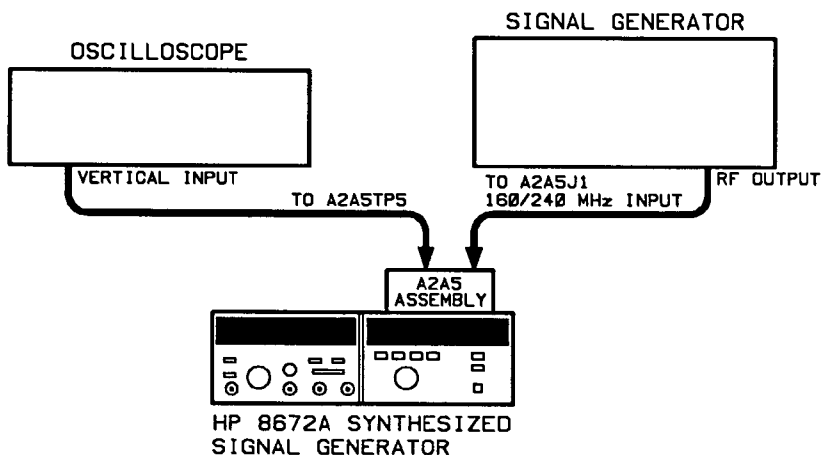 SIGNAL GENERATOR
OSCILLOSCOPE
VERTICAL INPUT
TO A2A5TP5
TO A2A5J1
160/240 MHz INPUT
RF OUTPUT
A2A5
ASSEMBLY
HP 8672A SYNTHESIZED
SIGNAL GENERATOR